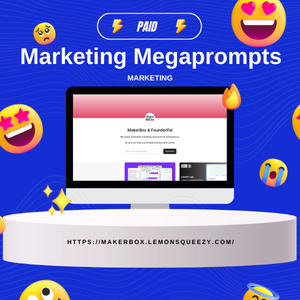 PAID
Marketing Megaprompts
MARKETING
MakerBox & FounderPal
HTTPS://MAKERBOX.LEMONSQUEEZY.COM/